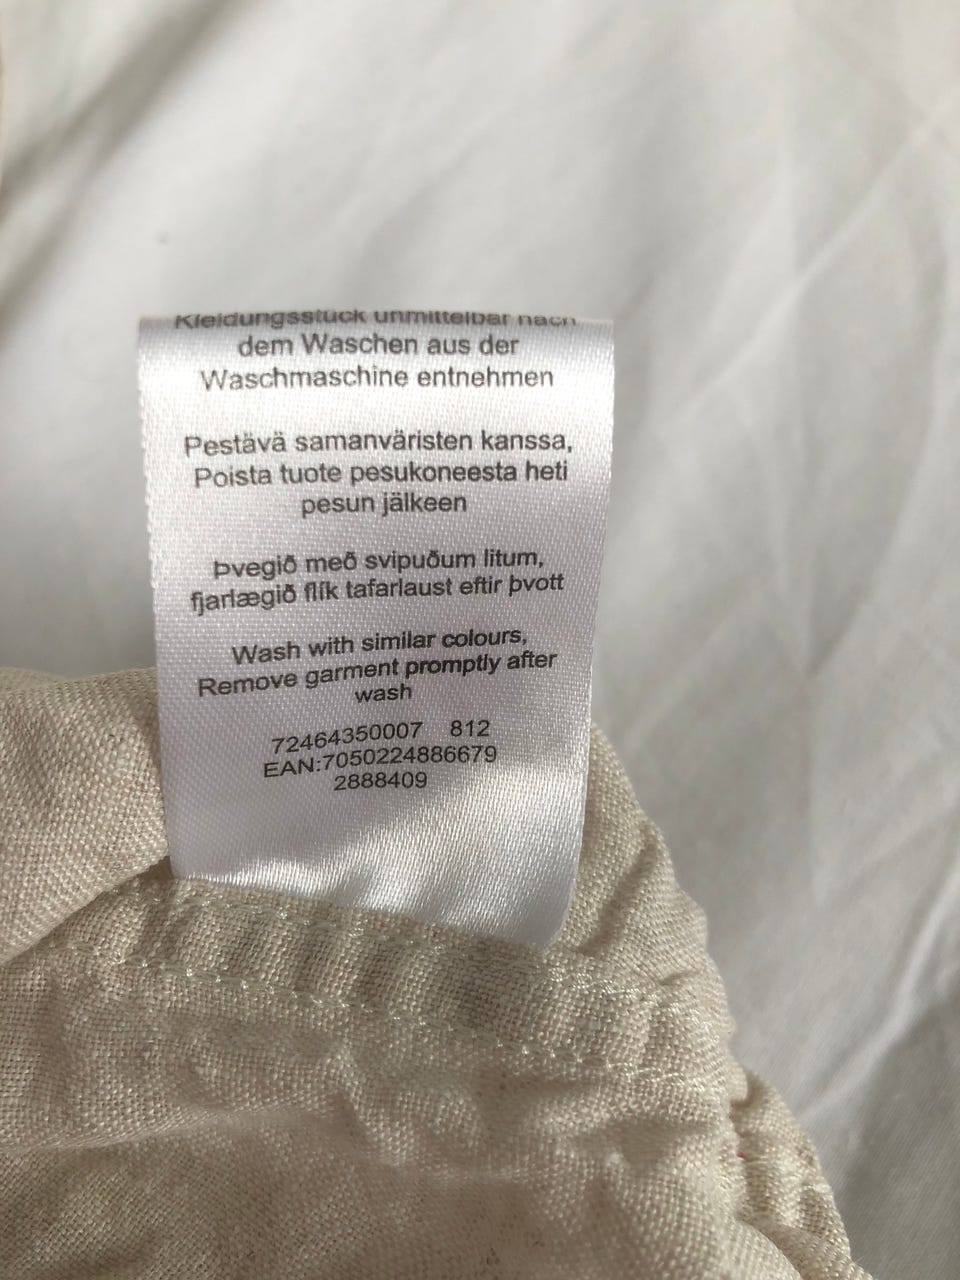 Kleidungsstück unmittelbar nach
dem Waschen aus der
Waschmaschine entnehmen
Pestävä samanväristen kanssa,
Poista tuote pesukoneesta heti
pesun jälkeen
Þvegið með svipuðum litum,
fjarlægið flík tafarlaust eftir þvott
Wash with similar colours,
Remove garment promptly after
wash
72464350007 812
EAN:7050224886679
2888409